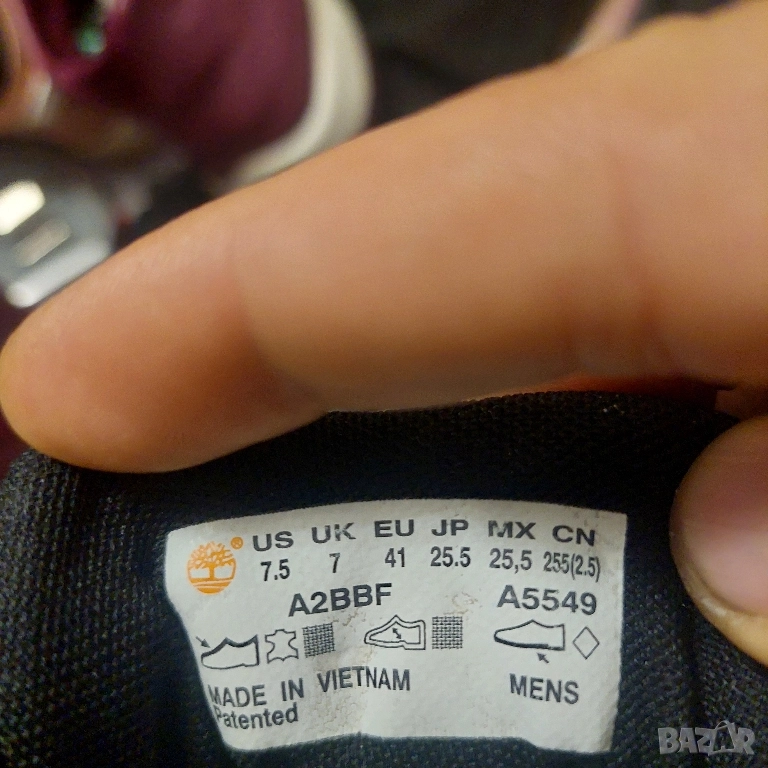 ® US UK EU JP MX CN
7.5 7 41 25.5 25,5 255(2.5)
A2BBF A5549
MADE IN VIETNAM MENS
Patented
BAZAR